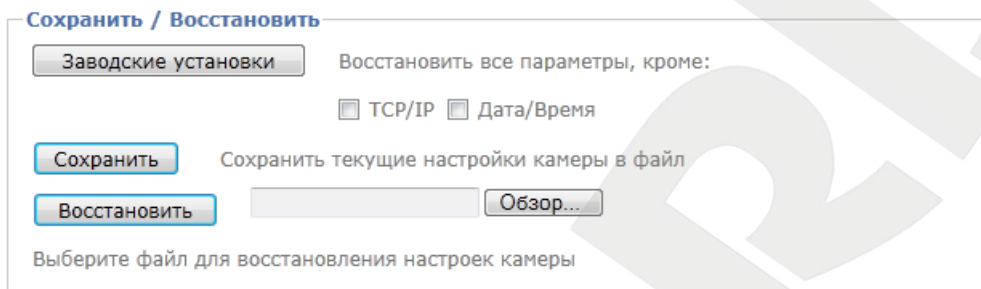 Сохранить / Восстановить
Заводские установки Восстановить все параметры, кроме:
TCP/IP Дата/Время
Сохранить Сохранить текущие настройки камеры в файл
Восстановить Обзор...
Выберите файл для восстановления настроек камеры